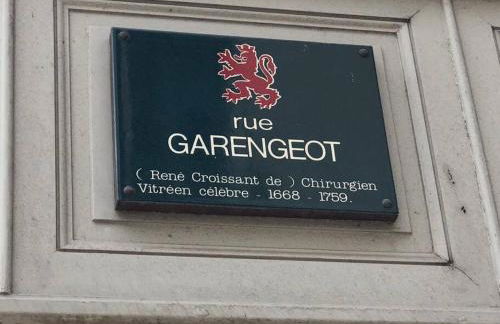 rue
GARENGEOT
( René Croissant de ) Chirurgien
Vitréen célèbre - 1668 - 1759.